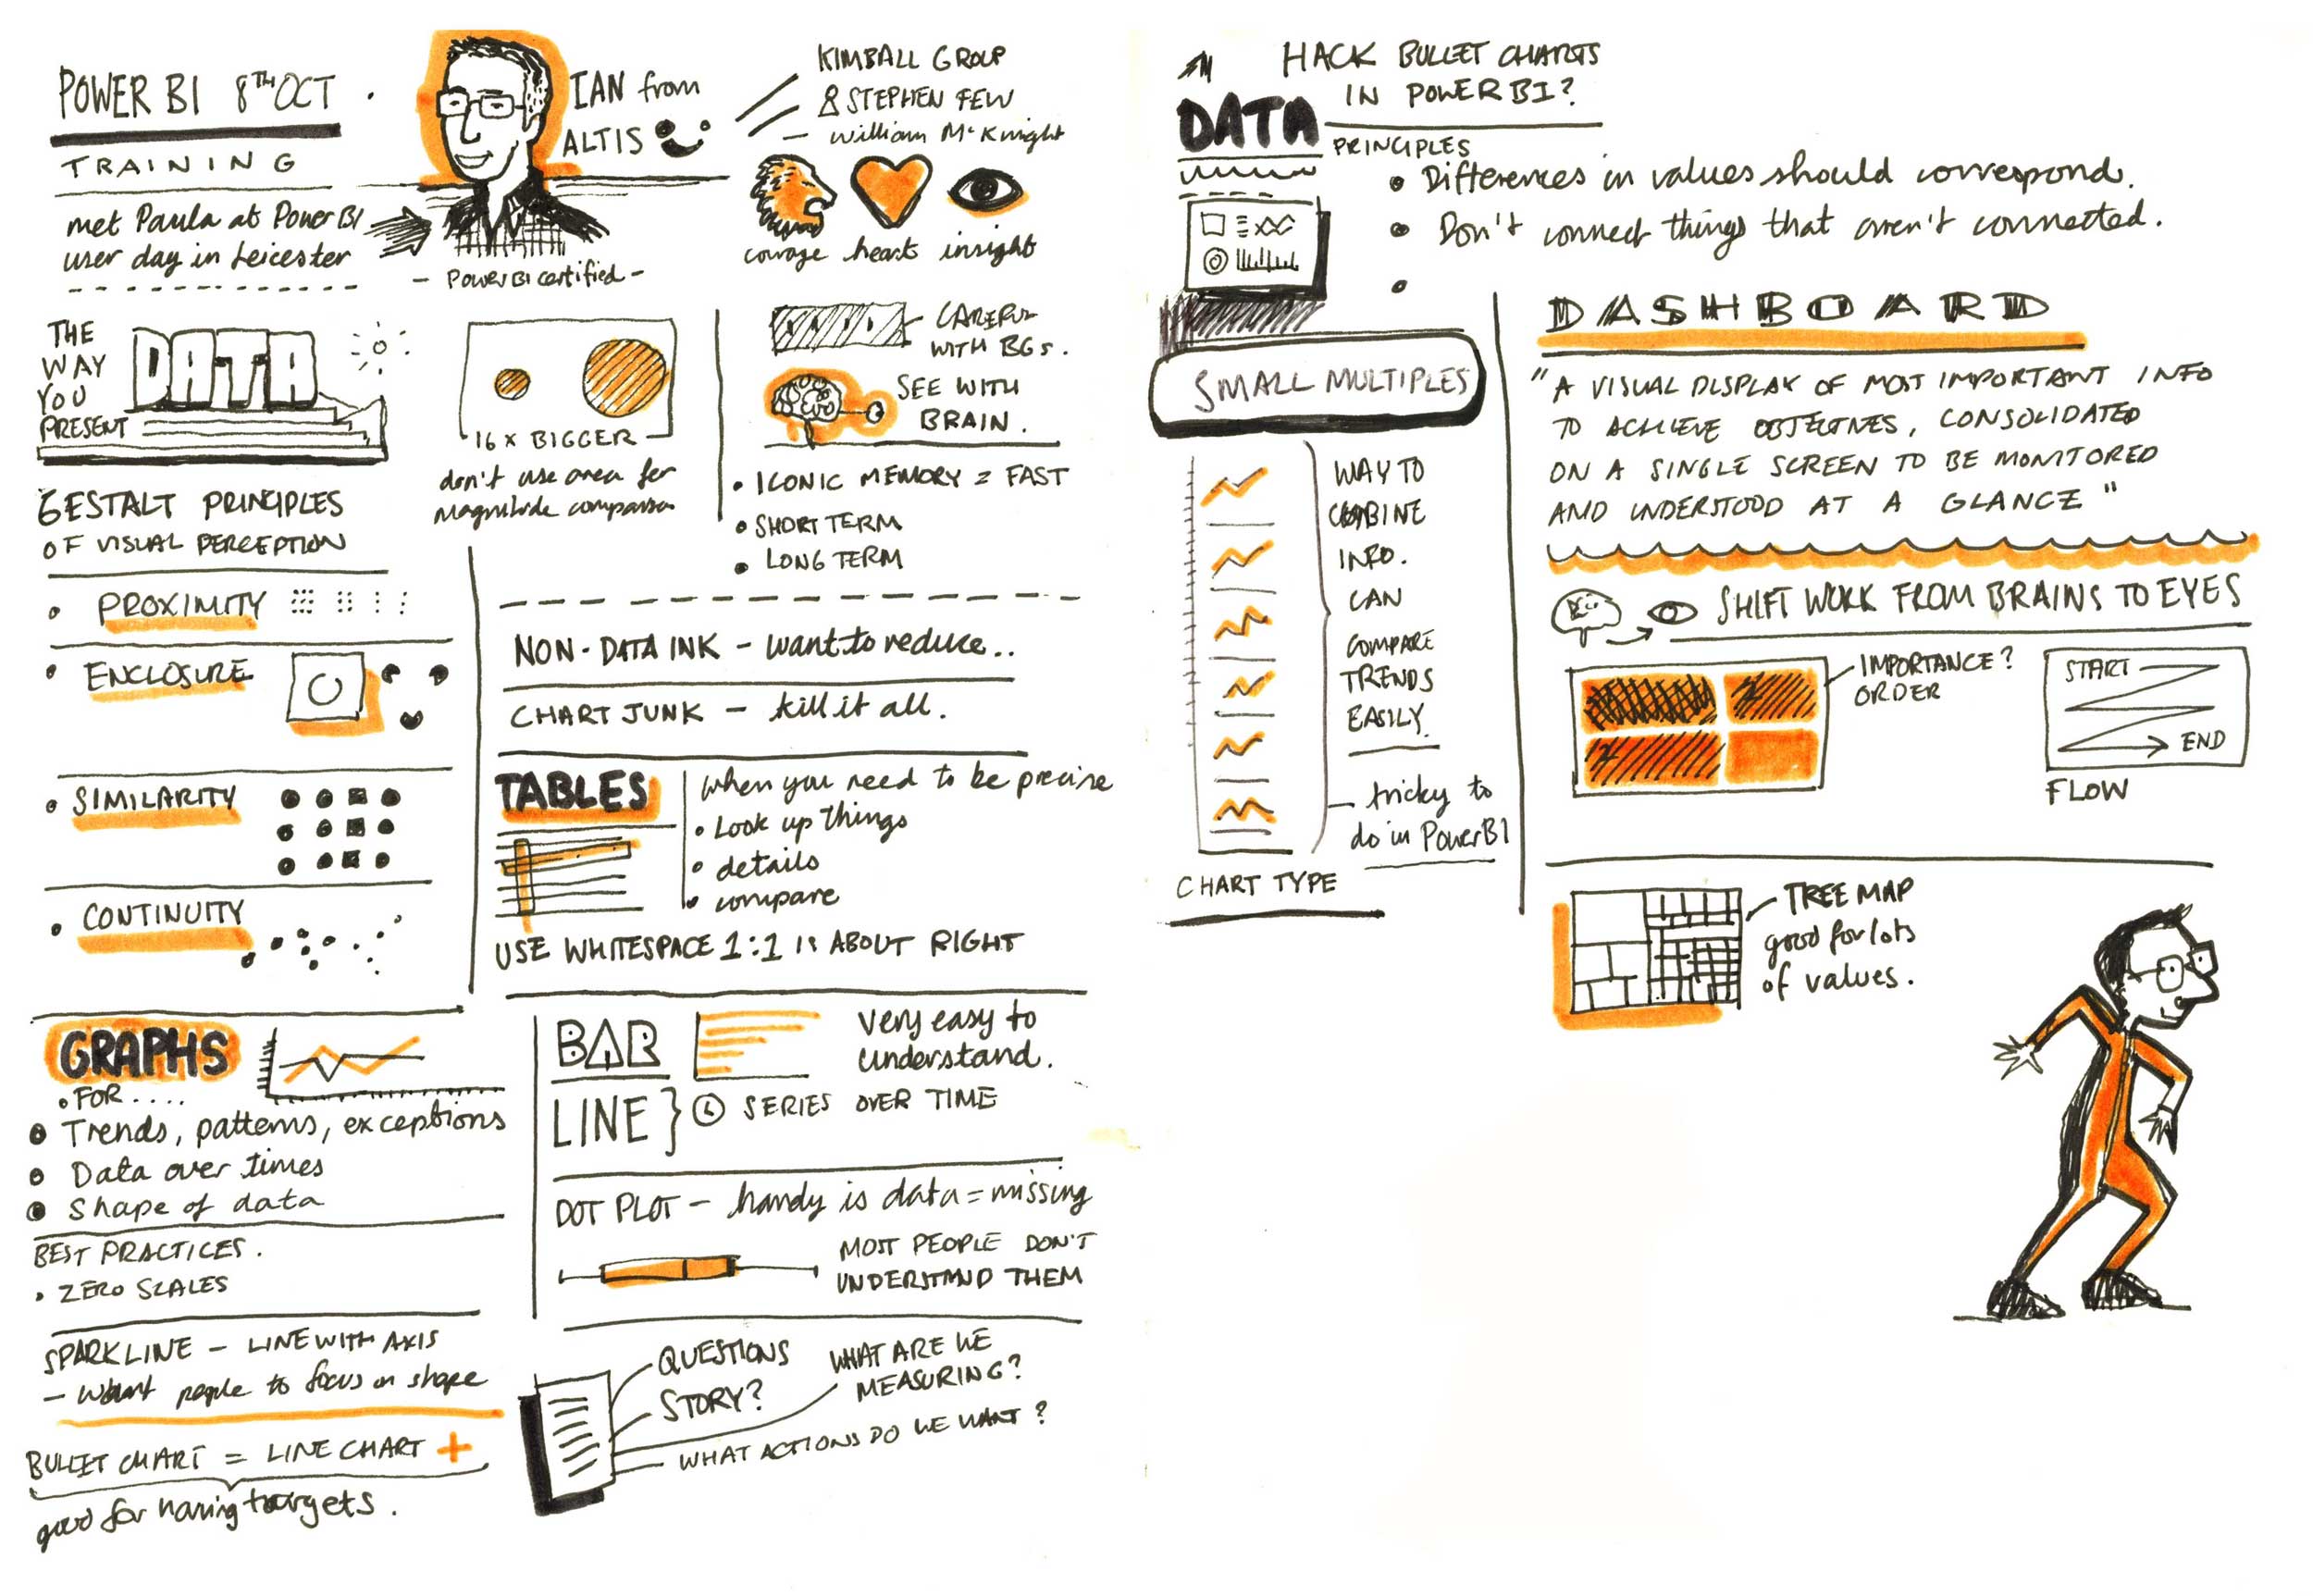 POWER BI 8TH OCT .
TRAINING
met Paula at Power BI
user day in Leicester
IAN from
ALTIS
- Power BI certified -
KIMBALL GROUP
& STEPHEN FEW
- William McKnight
courage heart insight
THE
WAY
YOU
PRESENT
DATA
16 X BIGGER
don't use area for
magnitude comparison
CAREFUL
WITH BGs.
SEE WITH
BRAIN.
• ICONIC MEMORY = FAST
• SHORT TERM
• LONG TERM
GESTALT PRINCIPLES
OF VISUAL PERCEPTION
• PROXIMITY
• ENCLOSURE
• SIMILARITY
• CONTINUITY
NON-DATA INK - want to reduce..
CHART JUNK - kill it all.
TABLES
when you need to be precise
• Look up things
• details
• compare
USE WHITESPACE 1:1 IS ABOUT RIGHT
GRAPHS
• FOR ....
• Trends, patterns, exceptions
• Data over times
• Shape of data
BEST PRACTICES.
• ZERO SCALES
SPARKLINE - LINE WITH AXIS
- want people to focus on shape
BULLET CHART = LINE CHART +
good for having targets.
BAR
very easy to
understand.
LINE } SERIES OVER TIME
DOT PLOT - handy is data = missing
MOST PEOPLE DON'T
UNDERSTAND THEM
QUESTIONS
STORY?
WHAT ARE WE
MEASURING?
WHAT ACTIONS DO WE WANT?
HACK BULLET CHARTS
IN POWER BI?
DATA
PRINCIPLES
• Differences in values should correspond.
• Don't connect things that aren't connected.
•
SMALL MULTIPLES
WAY TO
COMBINE
INFO.
CAN
COMPARE
TRENDS
EASILY.
- tricky to
do in Power BI
CHART TYPE
DASHBOARD
"A VISUAL DISPLAY OF MOST IMPORTANT INFO
TO ACHIEVE OBJECTIVES, CONSOLIDATED
ON A SINGLE SCREEN TO BE MONITORED
AND UNDERSTOOD AT A GLANCE"
SHIFT WORK FROM BRAINS TO EYES
IMPORTANCE?
ORDER
START
END
FLOW
TREE MAP
good for lots
of values.